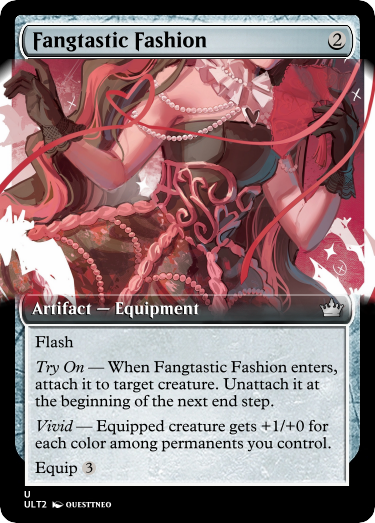 Fangtastic Fashion 2
Artifact — Equipment
Flash
Try On — When Fangtastic Fashion enters,
attach it to target creature. Unattach it at
the beginning of the next end step.
Vivid — Equipped creature gets +1/+0 for
each color among permanents you control.
Equip 3
U
ULT2 QUESTTNEO